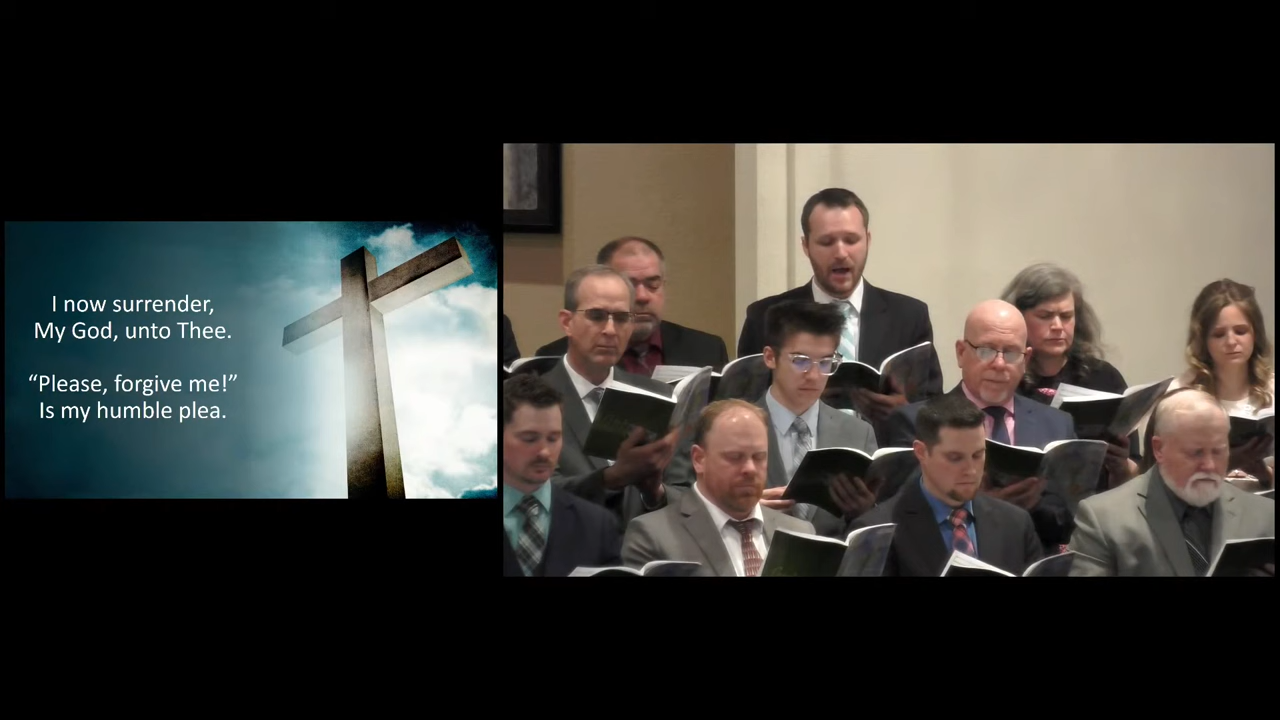 I now surrender,
My God, unto Thee.
“Please, forgive me!”
Is my humble plea.